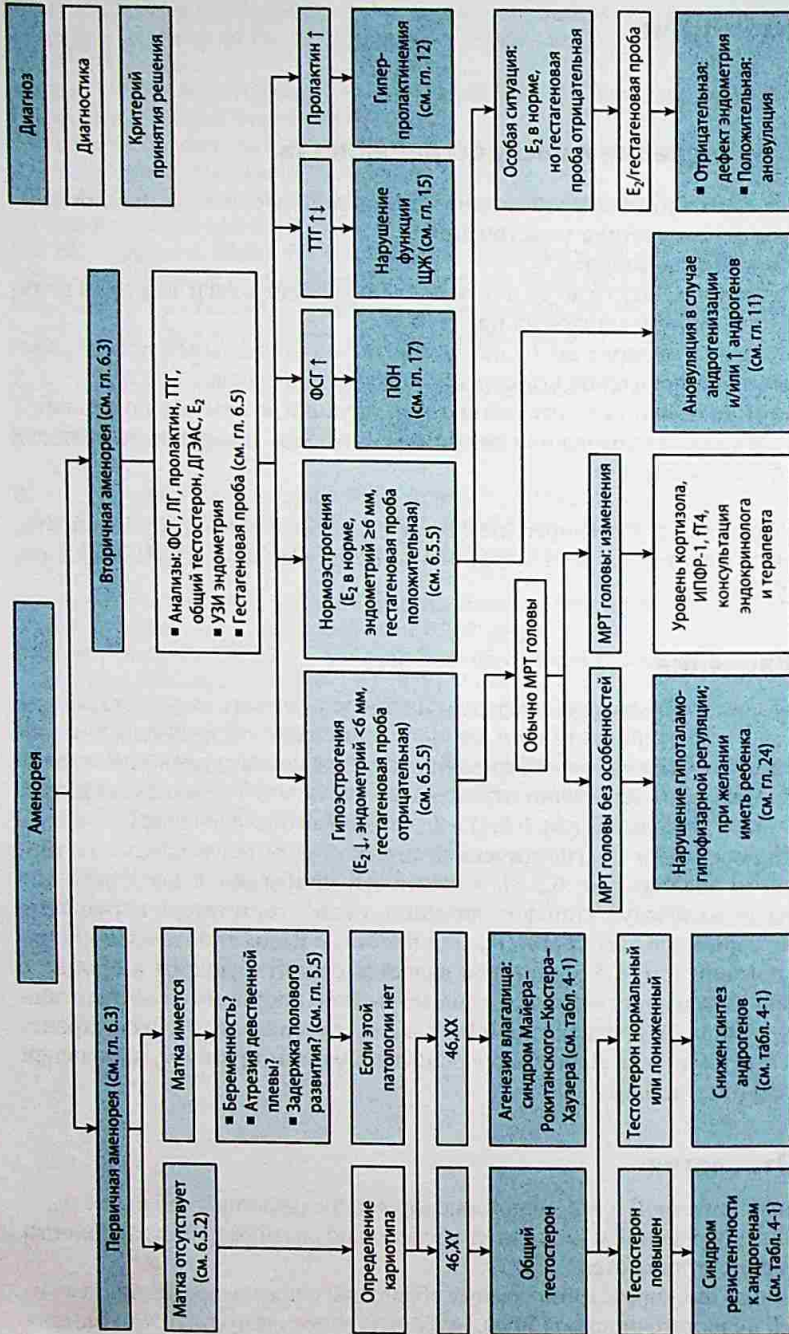 Диагноз
Диагностика
Критерий
принятия решения
Аменорея
Первичная аменорея (см. гл. 6.3)
Матка отсутствует
(см. 6.5.2)
Матка имеется
■ Беременность?
■ Атрезия девственной
плевы?
■ Задержка полового
развития? (см. гл. 5.5)
Если этой
патологии нет
Определение
кариотипа
46,XY
46,XX
Общий
тестостерон
Агенезия влагалища:
синдром Майера–
Рокитанского–Кюстера–
Хаузера (см. табл. 4-1)
Тестостерон
повышен
Тестостерон нормальный
или пониженный
Синдром
резистентности
к андрогенам
(см. табл. 4-1)
Снижен синтез
андрогенов
(см. табл. 4-1)
Вторичная аменорея (см. гл. 6.3)
■ Анализы: ФСГ, ЛГ, пролактин, ТТГ,
общий тестостерон, ДГЭАС, E₂
■ УЗИ эндометрия
■ Гестагеновая проба (см. гл. 6.5)
Гипоэстрогения
(E₂ ↓, эндометрий <6 мм,
гестагеновая проба
отрицательная)
(см. 6.5.5)
Нормоэстрогения
(E₂ в норме,
эндометрий ≥6 мм,
гестагеновая проба
положительная)
(см. 6.5.5)
ФСГ ↑
ТТГ ↑↓
Пролактин ↑
ПОН
(см. гл. 17)
Нарушение
функции
ЩЖ (см. гл. 15)
Гипер-
пролактинемия
(см. гл. 12)
Обычно МРТ головы
МРТ головы без особенностей
МРТ головы: изменения
Нарушение гипоталамо-
гипофизарной регуляции;
при желании
иметь ребенка
(см. гл. 24)
Уровень кортизола,
ИПФР-1, fT4,
консультация
эндокринолога
и терапевта
Ановуляция в случае
андрогенизации
и/или ↑ андрогенов
(см. гл. 11)
Особая ситуация:
E₂ в норме,
но гестагеновая
проба отрицательная
E₂/гестагеновая проба
■ Отрицательная:
дефект эндометрия
■ Положительная:
ановуляция